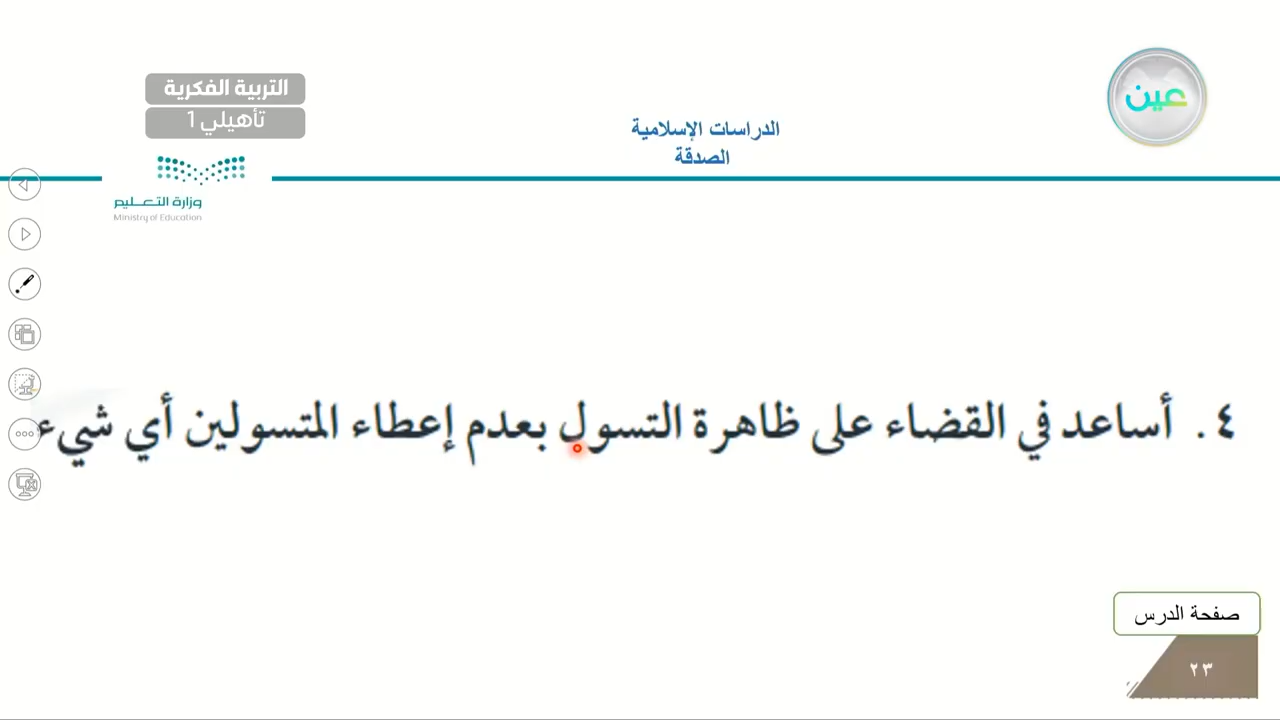 عين
التربية الفكرية
تأهيلي 1
الدراسات الإسلامية
الصدقة
وزارة التعـــليم
Ministry of Education
٤ . أساعد في القضاء على ظاهرة التسول بعدم إعطاء المتسولين أي شيء
صفحة الدرس
٢٣